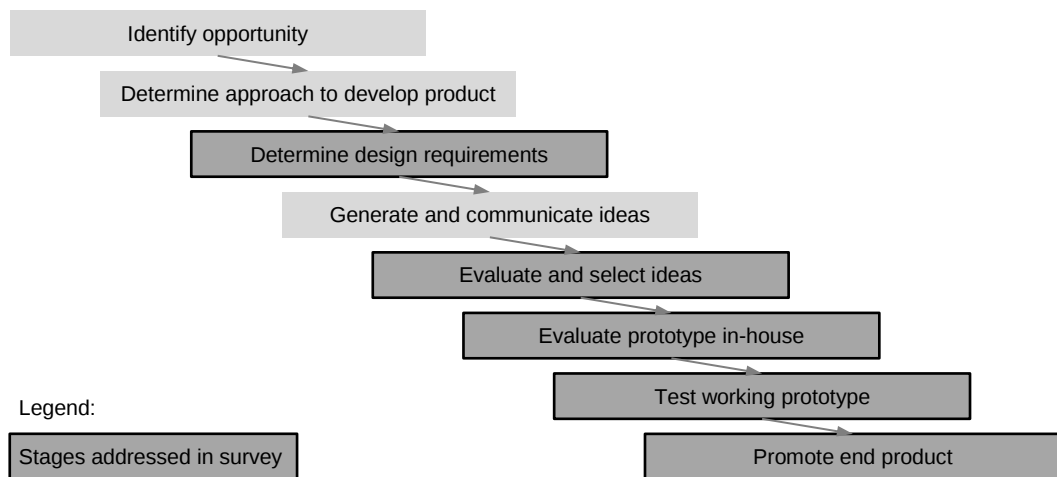 Identify opportunity
Determine approach to develop product
Determine design requirements
Generate and communicate ideas
Evaluate and select ideas
Evaluate prototype in-house
Test working prototype
Legend:
Stages addressed in survey
Promote end product